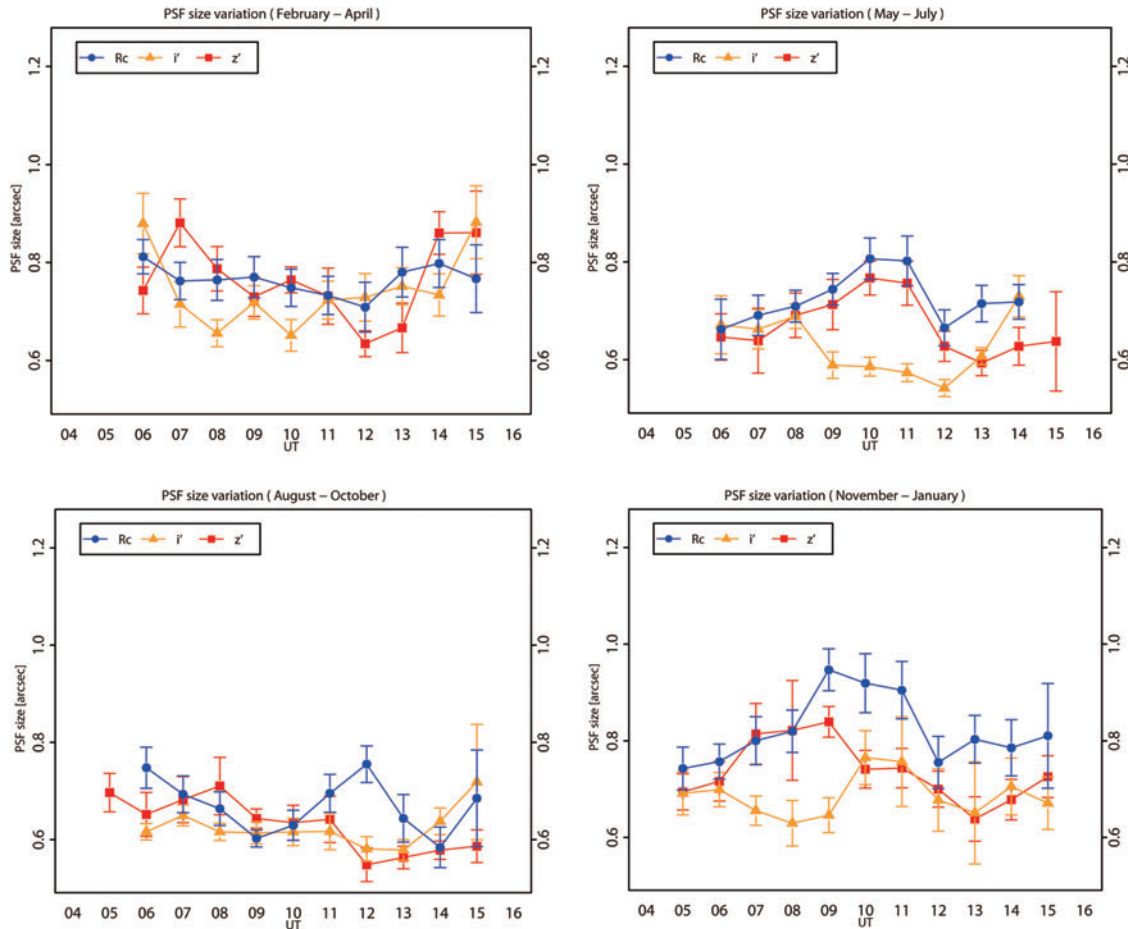 PSF size variation ( February – April )
Rc i' z'
1.2 1.2
1.0 1.0
0.8 0.8
0.6 0.6
PSF size [arcsec]
04 05 06 07 08 09 10 11 12 13 14 15 16
UT
PSF size variation ( May – July )
Rc i' z'
1.2 1.2
1.0 1.0
0.8 0.8
0.6 0.6
PSF size [arcsec]
04 05 06 07 08 09 10 11 12 13 14 15 16
UT
PSF size variation ( August – October )
Rc i' z'
1.2 1.2
1.0 1.0
0.8 0.8
0.6 0.6
PSF size [arcsec]
04 05 06 07 08 09 10 11 12 13 14 15 16
UT
PSF size variation ( November – January )
Rc i' z'
1.2 1.2
1.0 1.0
0.8 0.8
0.6 0.6
PSF size [arcsec]
04 05 06 07 08 09 10 11 12 13 14 15 16
UT